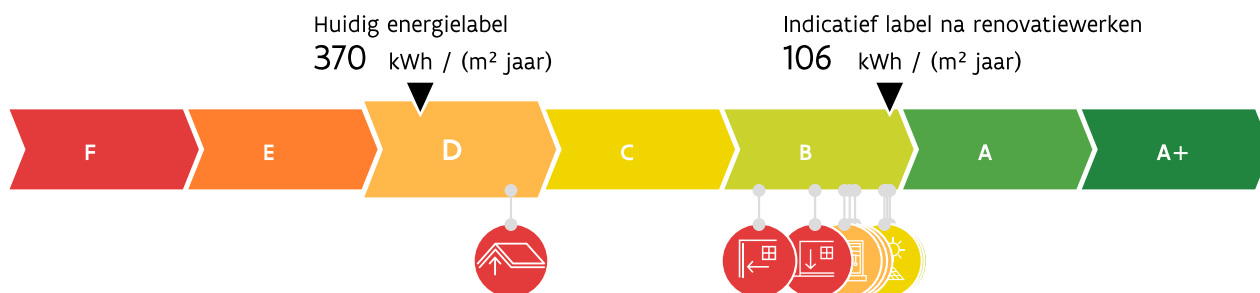 Huidig energielabel
370 kWh / (m² jaar)
Indicatief label na renovatiewerken
106 kWh / (m² jaar)
F E D C B A A+